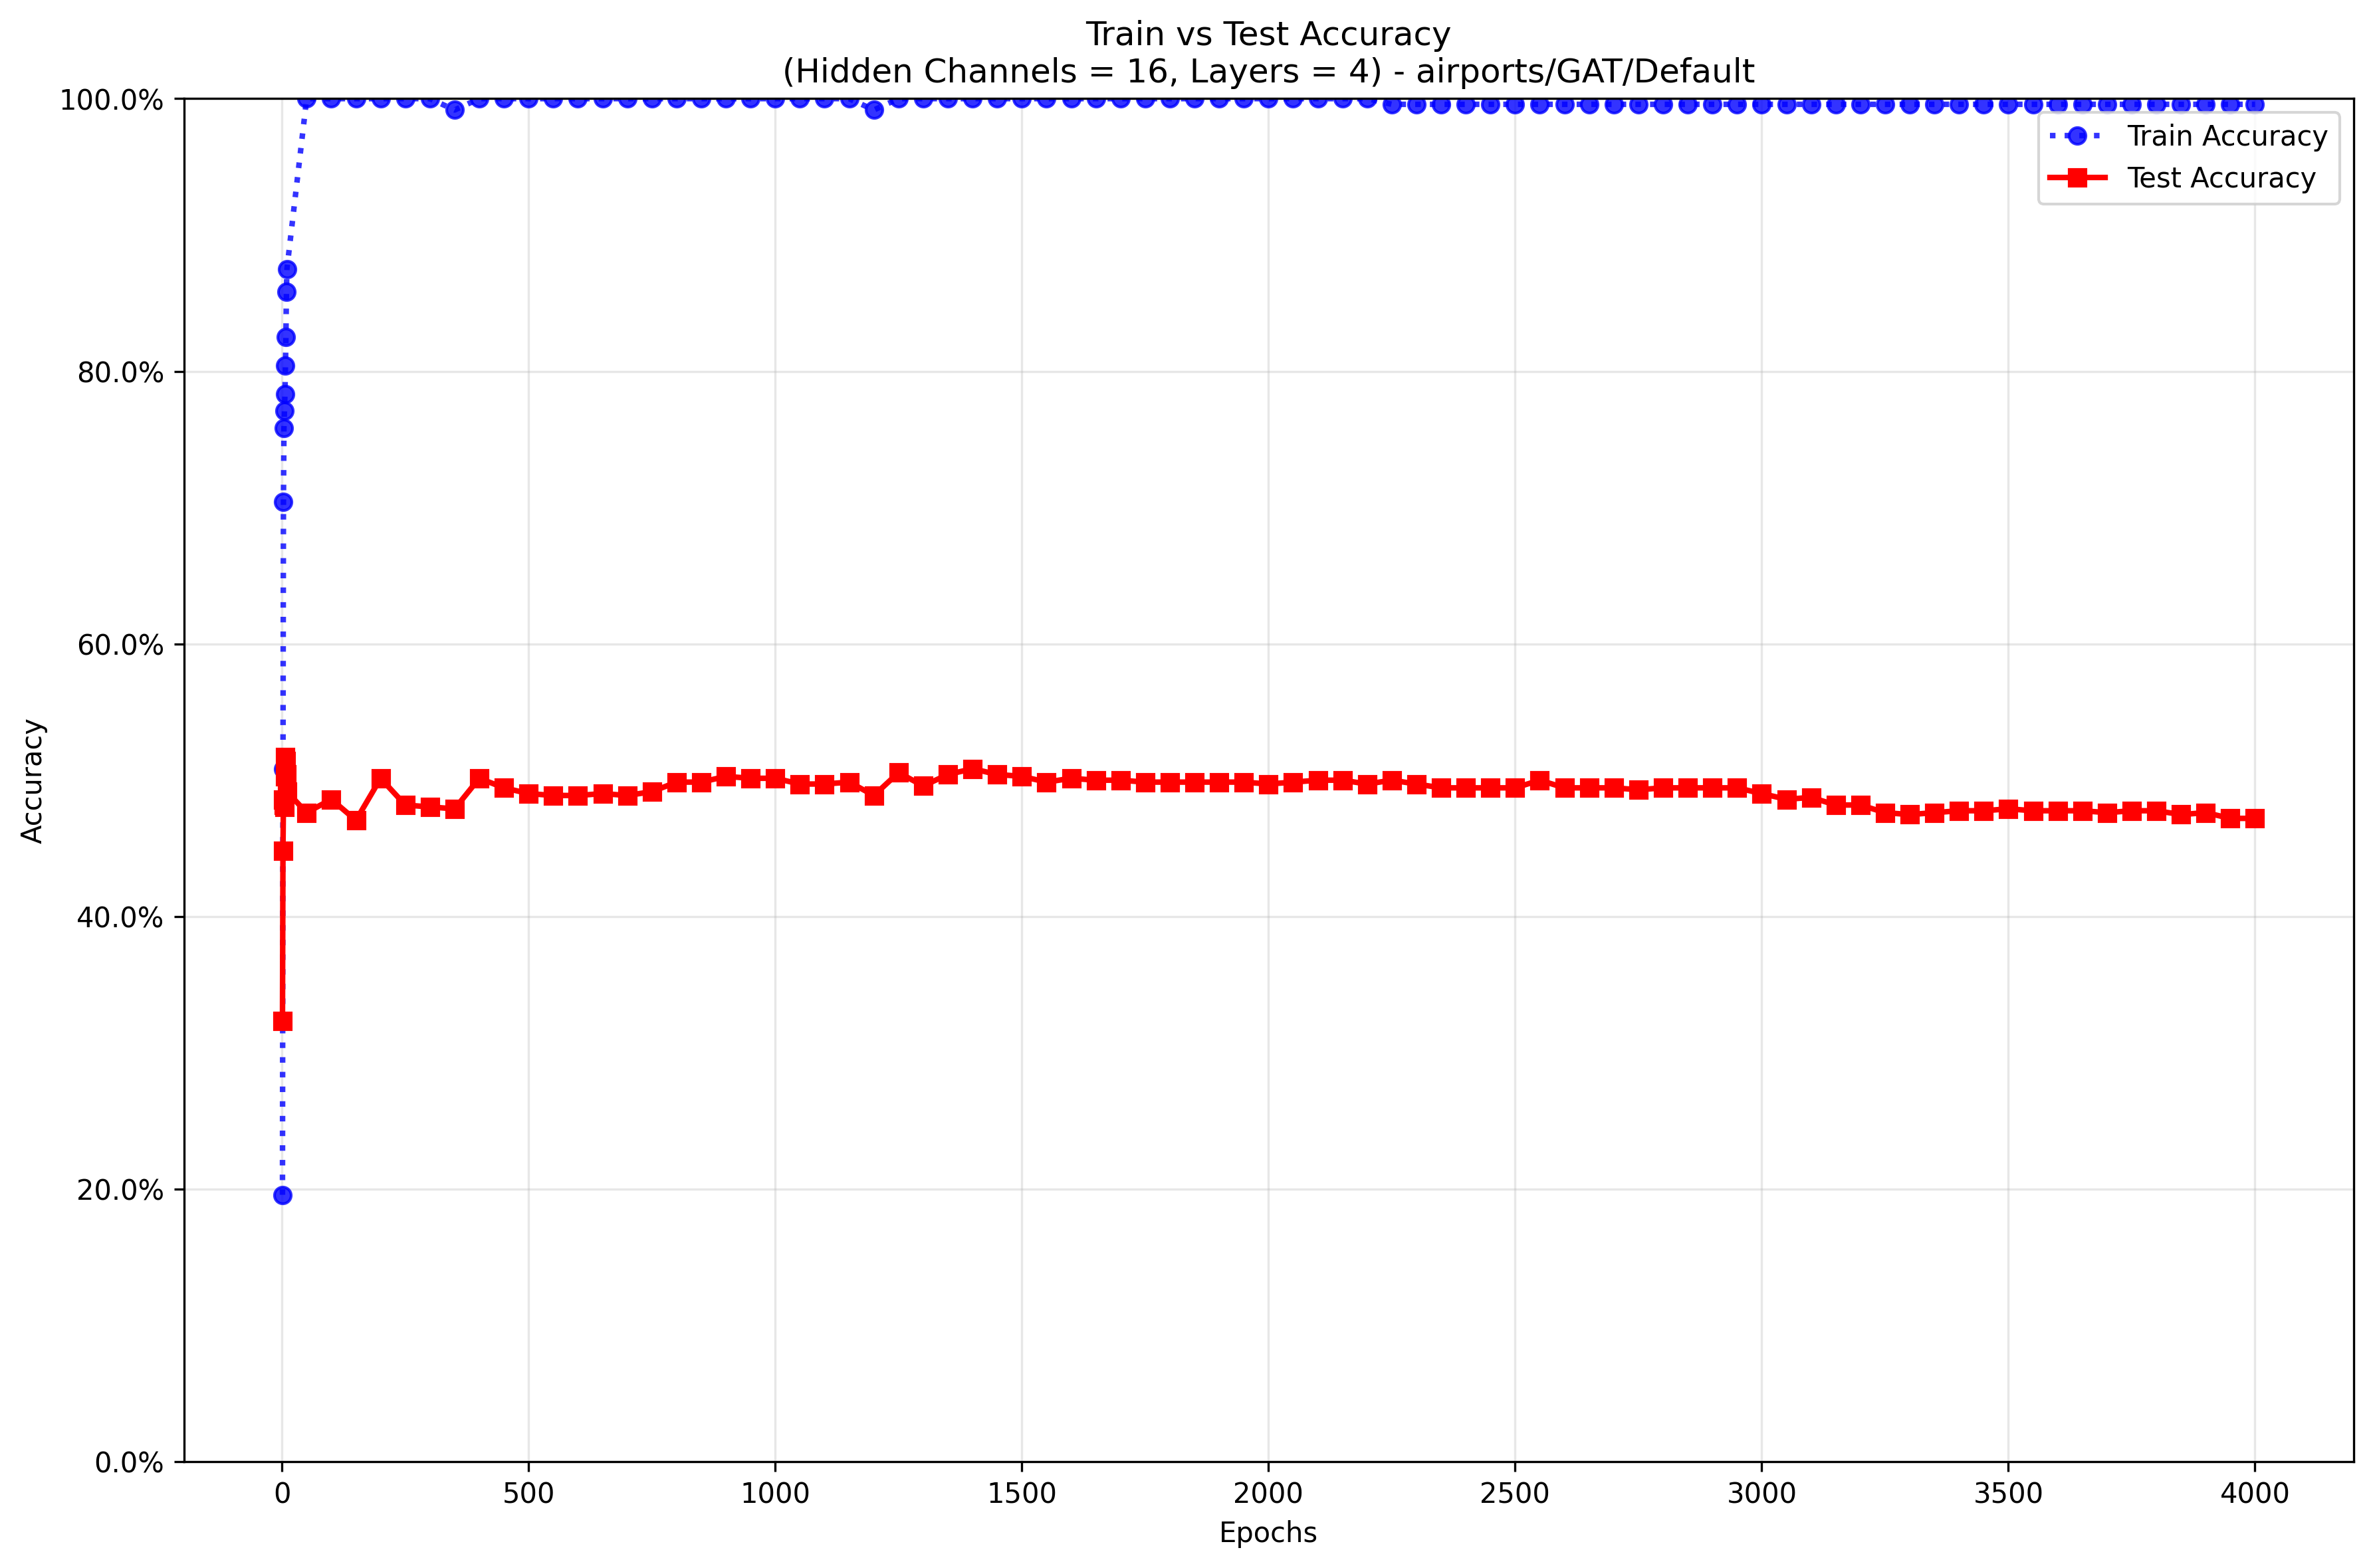 Train vs Test Accuracy
(Hidden Channels = 16, Layers = 4) - airports/GAT/Default
100.0%
80.0%
60.0%
40.0%
20.0%
0.0%
Accuracy
Train Accuracy
Test Accuracy
0
500
1000
1500
2000
2500
3000
3500
4000
Epochs